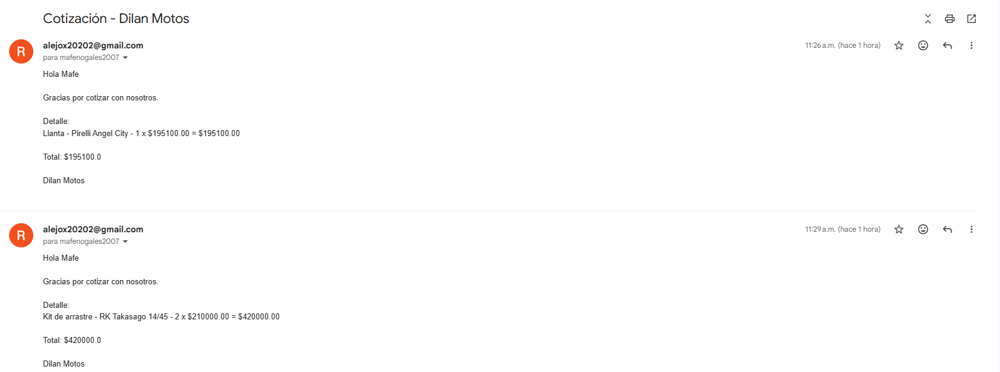 Cotización - Dilan Motos
R
alejox20202@gmail.com
11:26 a.m. (hace 1 hora)
para mafenogales2007
Hola Mafe
Gracias por cotizar con nosotros.
Detalle:
Llanta - Pirelli Angel City - 1 x $195100.00 = $195100.00
Total: $195100.0
Dilan Motos
R
alejox20202@gmail.com
11:29 a.m. (hace 1 hora)
para mafenogales2007
Hola Mafe
Gracias por cotizar con nosotros.
Detalle:
Kit de arrastre - RK Takasago 14/45 - 2 x $210000.00 = $420000.00
Total: $420000.0
Dilan Motos